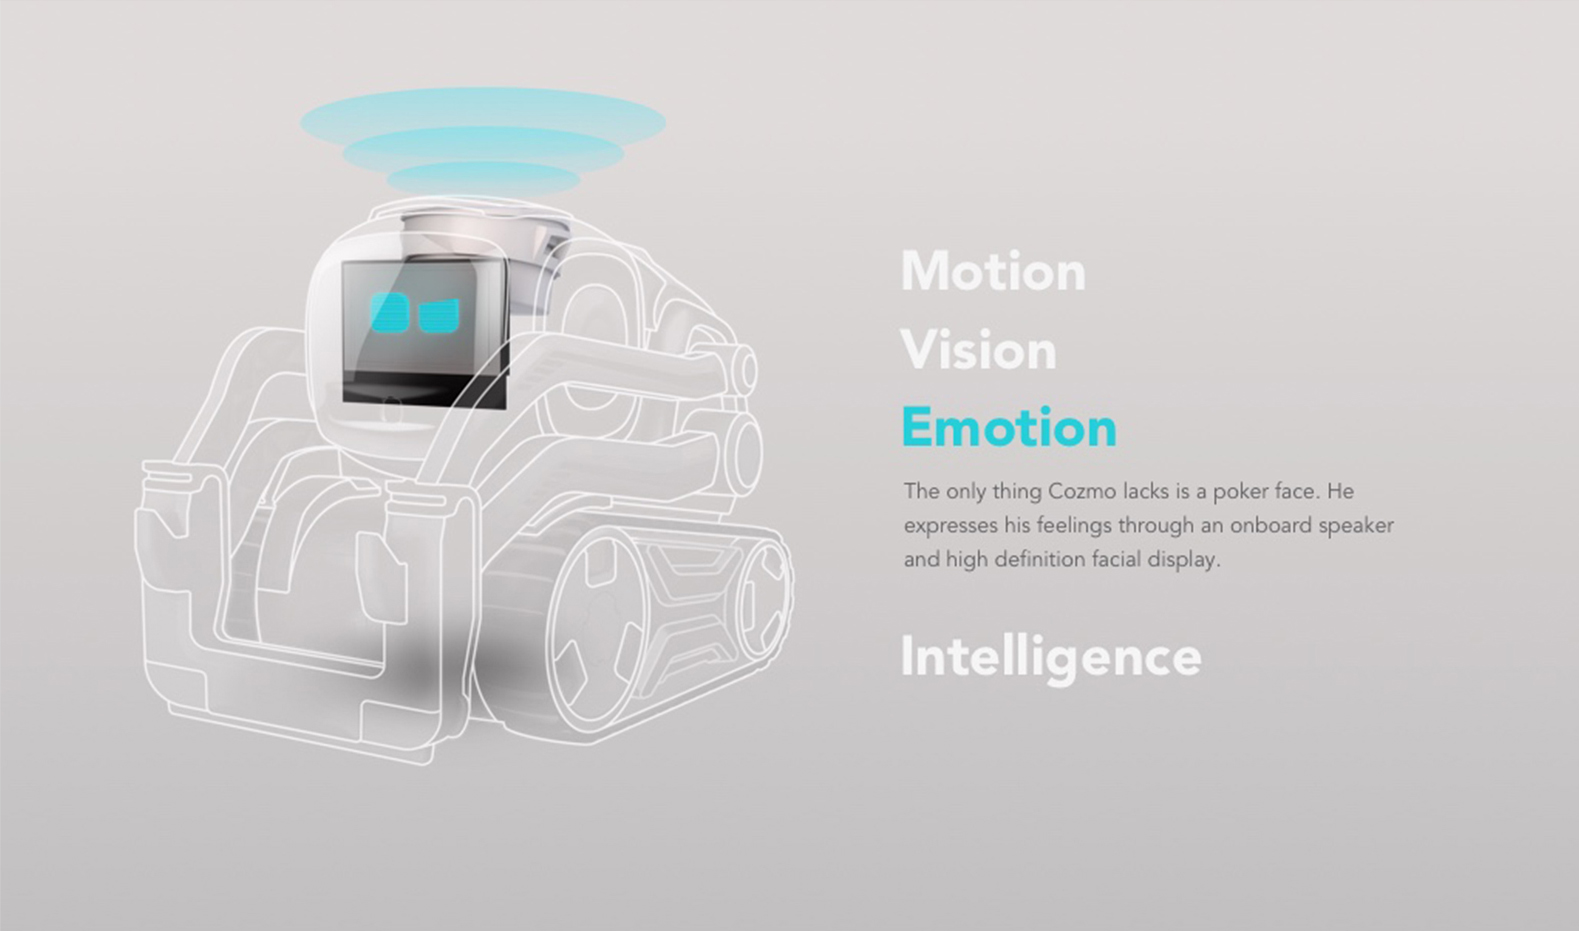 Motion
Vision
Emotion
The only thing Cozmo lacks is a poker face. He
expresses his feelings through an onboard speaker
and high definition facial display.
Intelligence